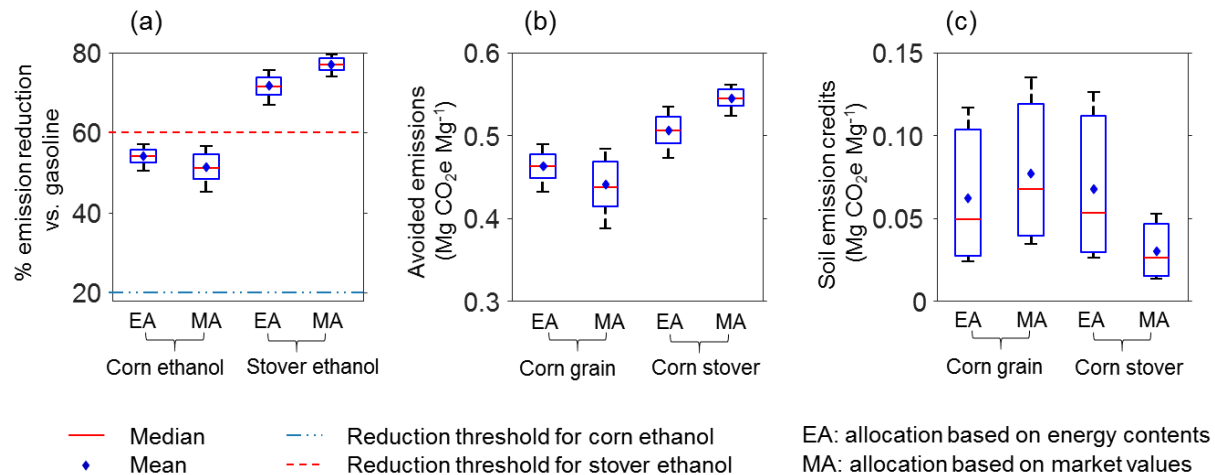 (a)
% emission reduction
vs. gasoline
80
60
40
20
EA MA EA MA
Corn ethanol Stover ethanol
(b)
Avoided emissions
(Mg CO₂e Mg⁻¹)
0.6
0.5
0.4
0.3
EA MA EA MA
Corn grain Corn stover
(c)
Soil emission credits
(Mg CO₂e Mg⁻¹)
0.15
0.10
0.05
0
EA MA EA MA
Corn grain Corn stover
Median
Mean
Reduction threshold for corn ethanol
Reduction threshold for stover ethanol
EA: allocation based on energy contents
MA: allocation based on market values